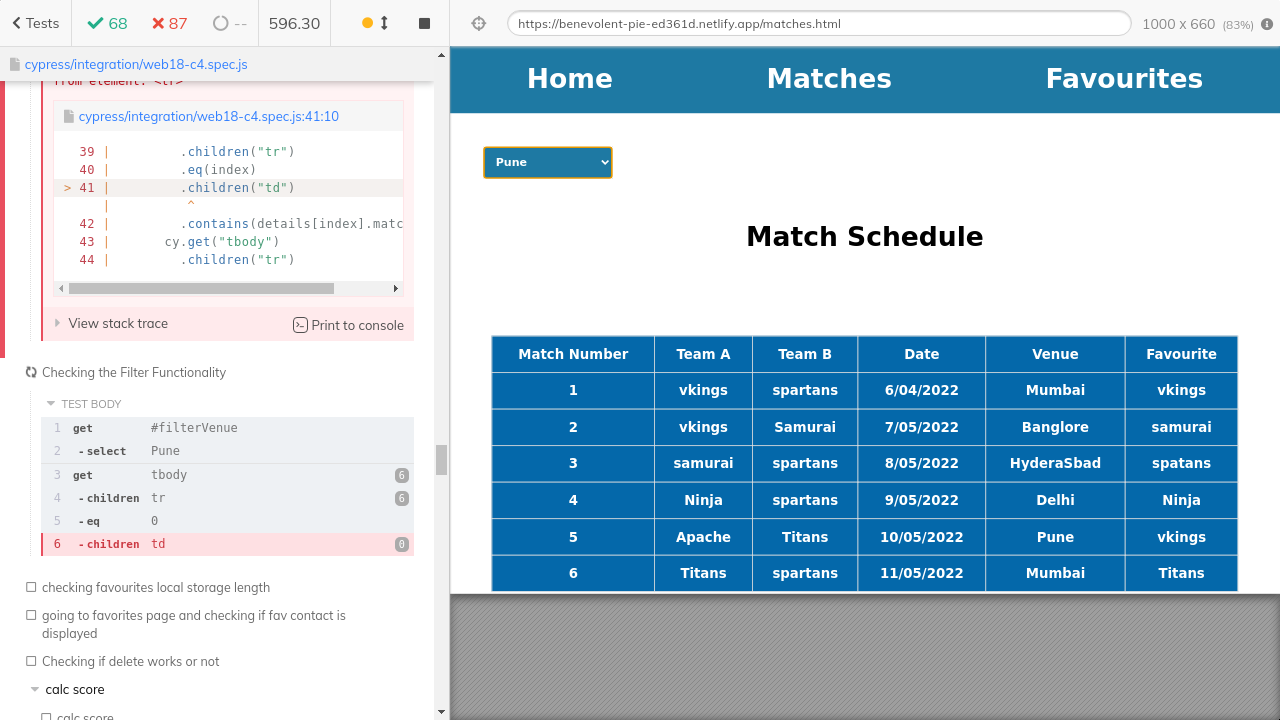 Tests
68
87
--
596.30
https://benevolent-pie-ed361d.netlify.app/matches.html
1000 x 660 (83%)
cypress/integration/web18-c4.spec.js
from element: <tr>
cypress/integration/web18-c4.spec.js:41:10
39 | .children("tr")
40 | .eq(index)
> 41 | .children("td")
| ^
42 | .contains(details[index].matc
43 | cy.get("tbody")
44 | .children("tr")
View stack trace
Print to console
Checking the Filter Functionality
TEST BODY
1 get #filterVenue
2 -select Pune
3 get tbody 6
4 -children tr 6
5 -eq 0
6 -children td 0
checking favourites local storage length
going to favorites page and checking if fav contact is
displayed
Checking if delete works or not
calc score
calc score
Home Matches Favourites
Pune
Match Schedule
Match Number Team A Team B Date Venue Favourite
1 vkings spartans 6/04/2022 Mumbai vkings
2 vkings Samurai 7/05/2022 Banglore samurai
3 samurai spartans 8/05/2022 HyderaSbad spatans
4 Ninja spartans 9/05/2022 Delhi Ninja
5 Apache Titans 10/05/2022 Pune vkings
6 Titans spartans 11/05/2022 Mumbai Titans